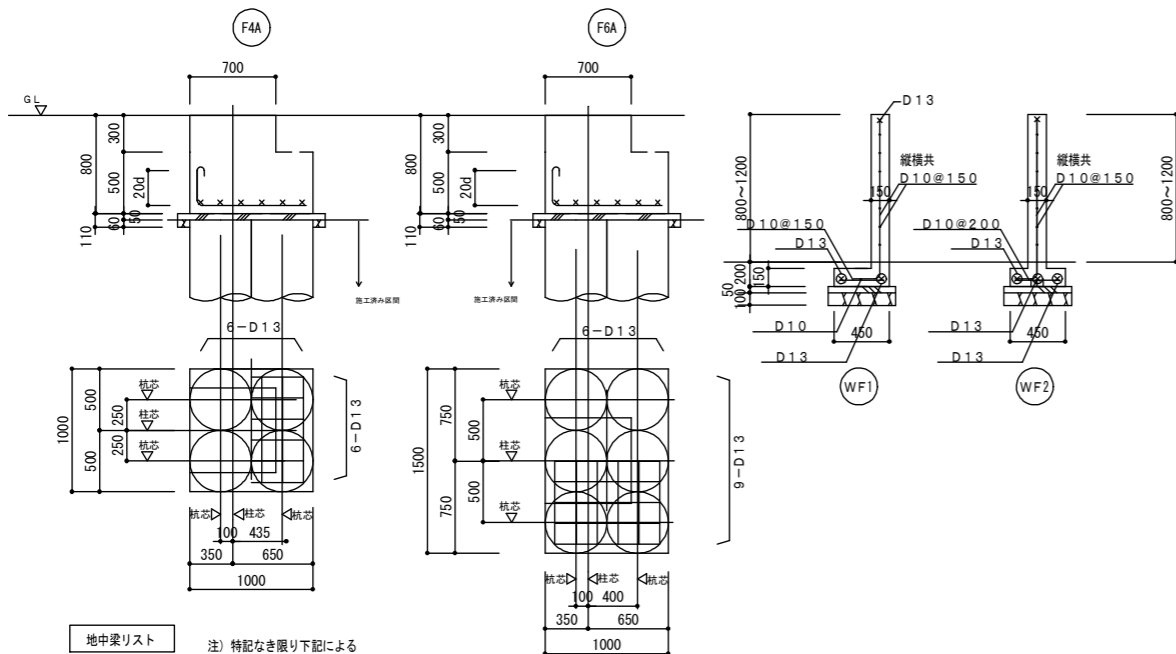 F4A
700
GL
800
300
500
20d
110
60
50
施工済み区間
6-D13
杭芯
柱芯
杭芯
1000
500
500
250
250
6-D13
杭芯
柱芯
杭芯
100
435
350
650
1000
F6A
700
800
300
500
20d
110
60
50
施工済み区間
6-D13
杭芯
柱芯
杭芯
1500
750
750
500
500
9-D13
杭芯
柱芯
杭芯
100
400
350
650
1000
D13
縦横共
D10@150
150
800~1200
D10@150
D13
50
200
150
100
D10
450
D13
WF1
縦横共
D10@150
150
800~1200
D10@200
D13
D13
450
D13
WF2
地中梁リスト
注) 特記なき限り下記による